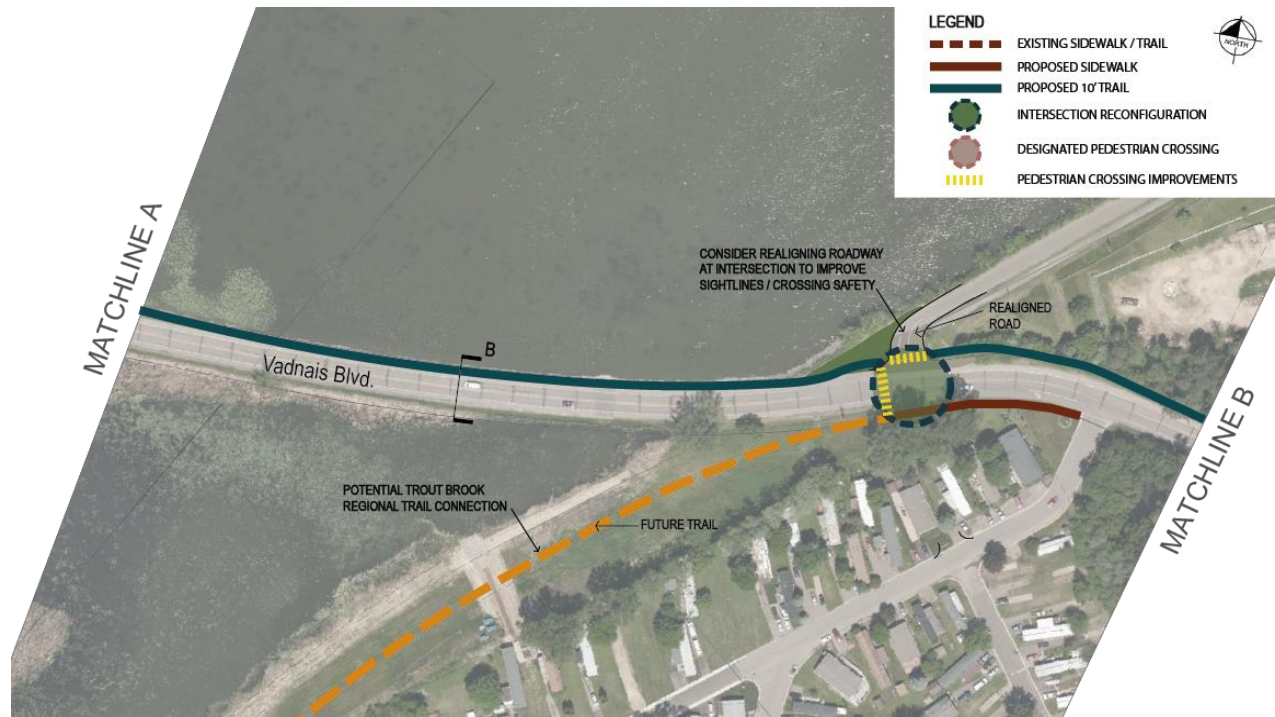 LEGEND
NORTH
EXISTING SIDEWALK / TRAIL
PROPOSED SIDEWALK
PROPOSED 10' TRAIL
INTERSECTION RECONFIGURATION
DESIGNATED PEDESTRIAN CROSSING
PEDESTRIAN CROSSING IMPROVEMENTS
MATCHLINE A
CONSIDER REALIGNING ROADWAY
AT INTERSECTION TO IMPROVE
SIGHTLINES / CROSSING SAFETY
REALIGNED
ROAD
B
Vadnais Blvd.
MATCHLINE B
POTENTIAL TROUT BROOK
REGIONAL TRAIL CONNECTION
FUTURE TRAIL